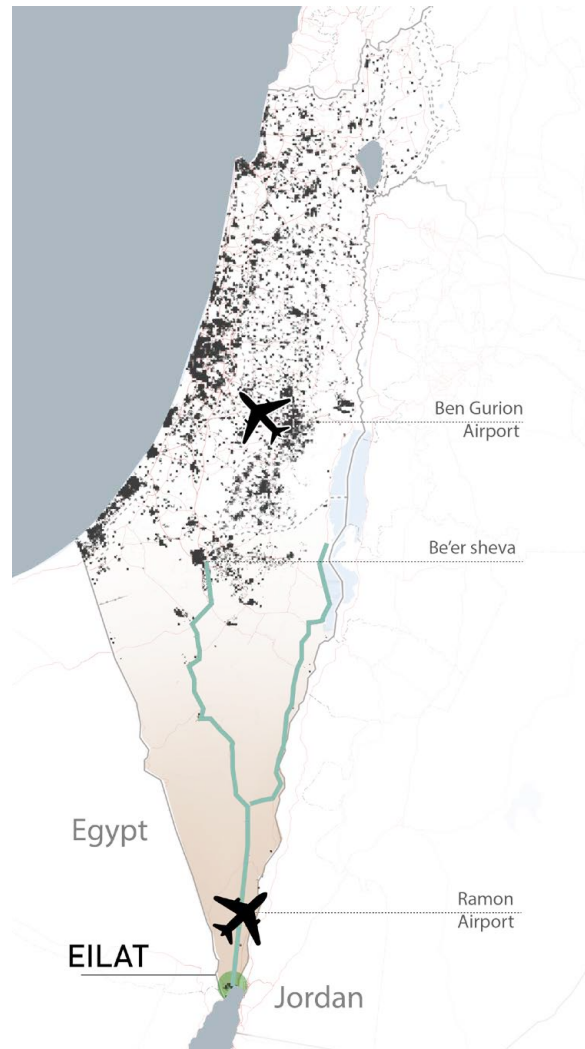 Ben Gurion
Airport
Be'er sheva
Egypt
Ramon
Airport
EILAT
Jordan